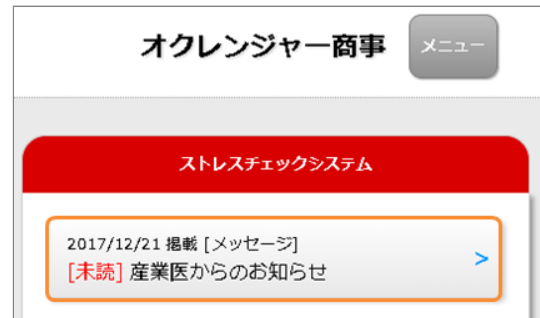 オクレンジャー商事
メニュー
ストレスチェックシステム
2017/12/21 掲載 [メッセージ]
[未読] 産業医からのお知らせ
>